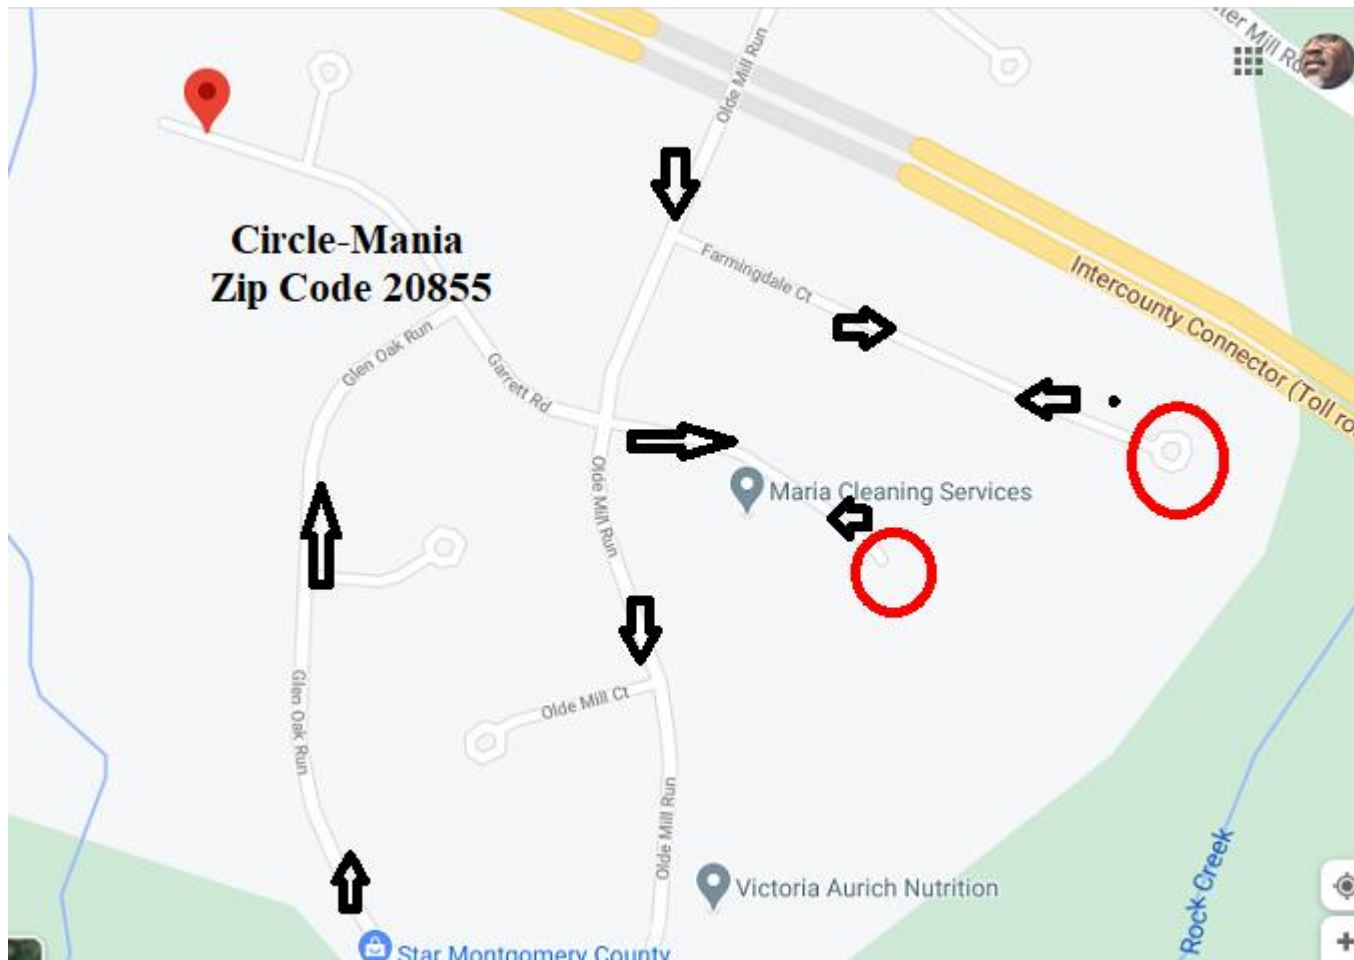 Olde Mill Run
Circle-Mania
Zip Code 20855
Farmingdale Ct
Intercounty Connector (Toll ro
Glen Oak Run
Garrett Rd
Olde Mill Run
Maria Cleaning Services
Glen Oak Run
Olde Mill Ct
Olde Mill Run
Victoria Aurich Nutrition
Rock Creek
Star Montgomery County